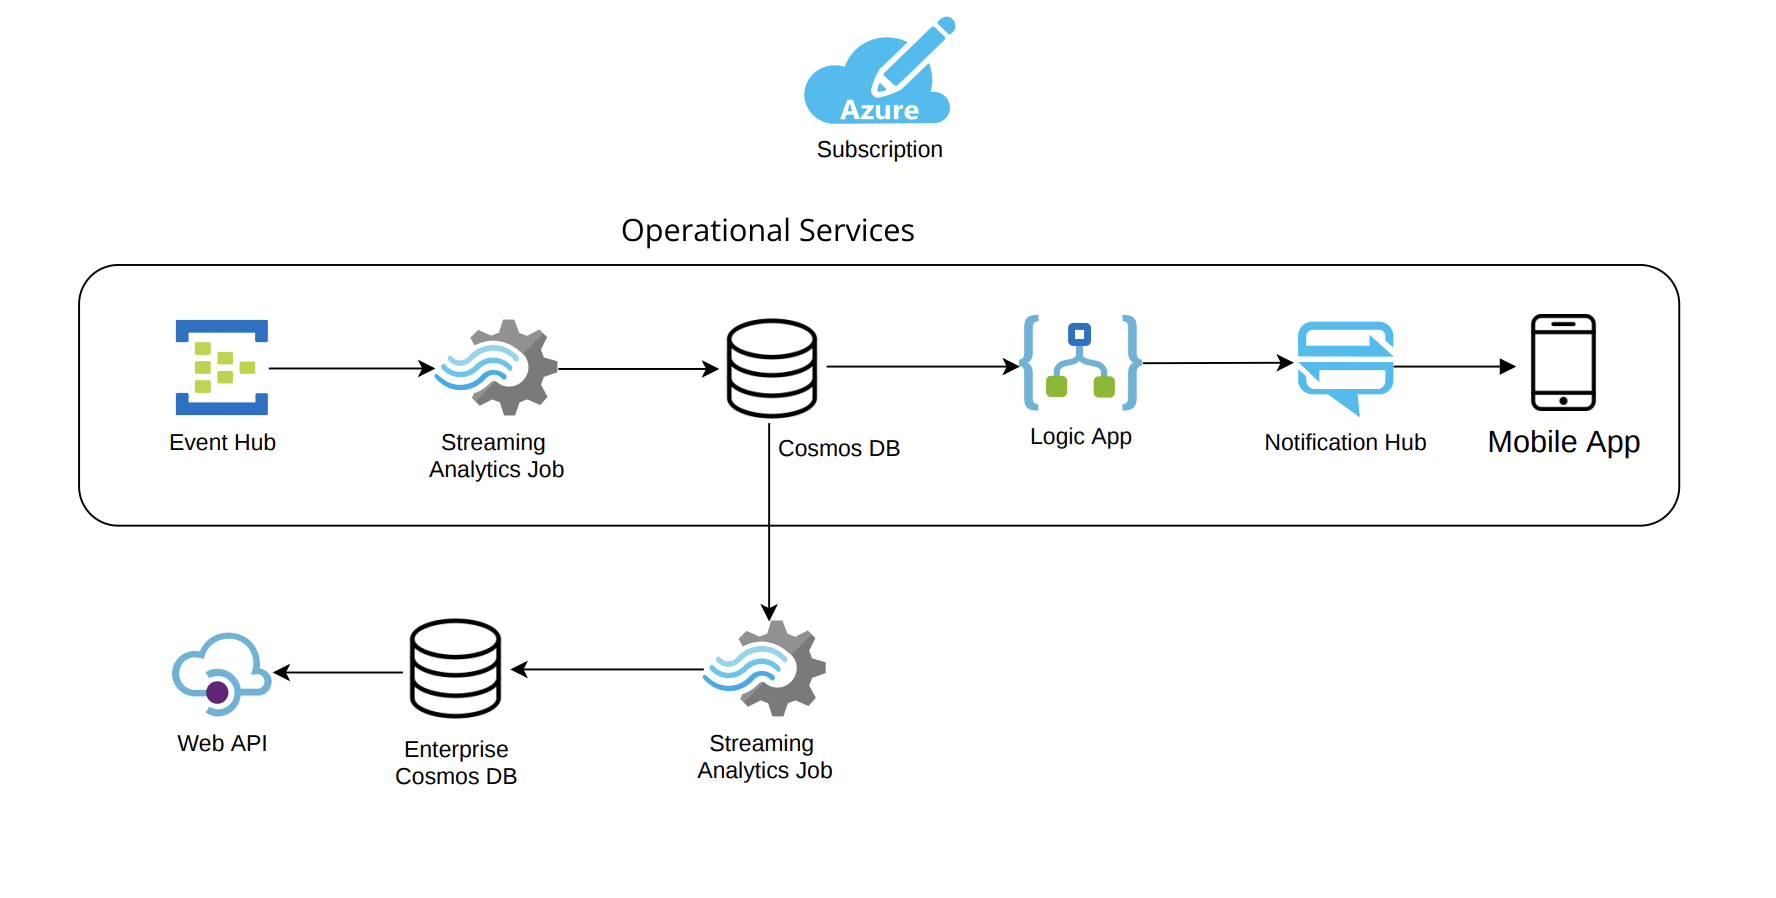 Azure
Subscription
Operational Services
Event Hub
Streaming
Analytics Job
Cosmos DB
Logic App
Notification Hub
Mobile App
Web API
Enterprise
Cosmos DB
Streaming
Analytics Job